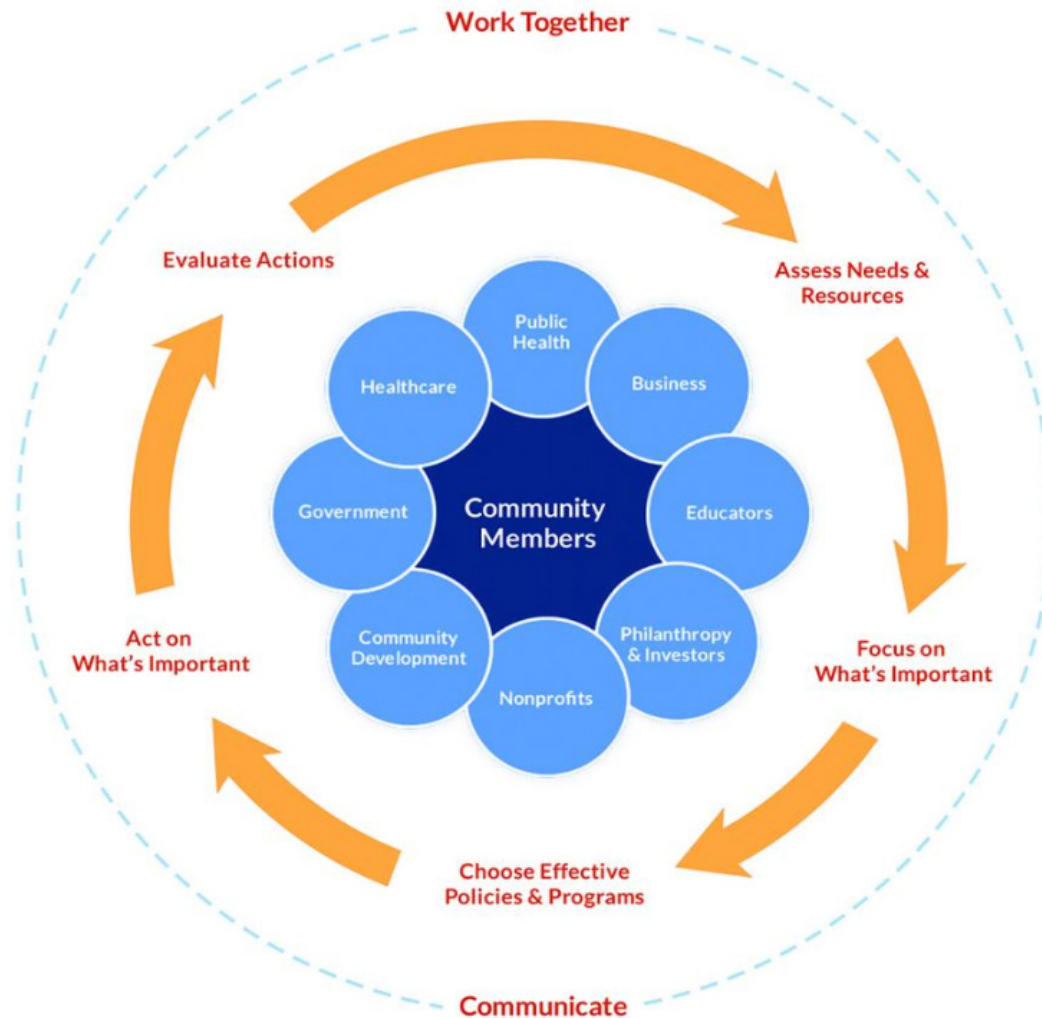 Work Together
Evaluate Actions
Assess Needs &
Resources
Public
Health
Healthcare
Business
Government
Community
Members
Educators
Community
Development
Philanthropy
& Investors
Nonprofits
Act on
What's Important
Focus on
What's Important
Choose Effective
Policies & Programs
Communicate